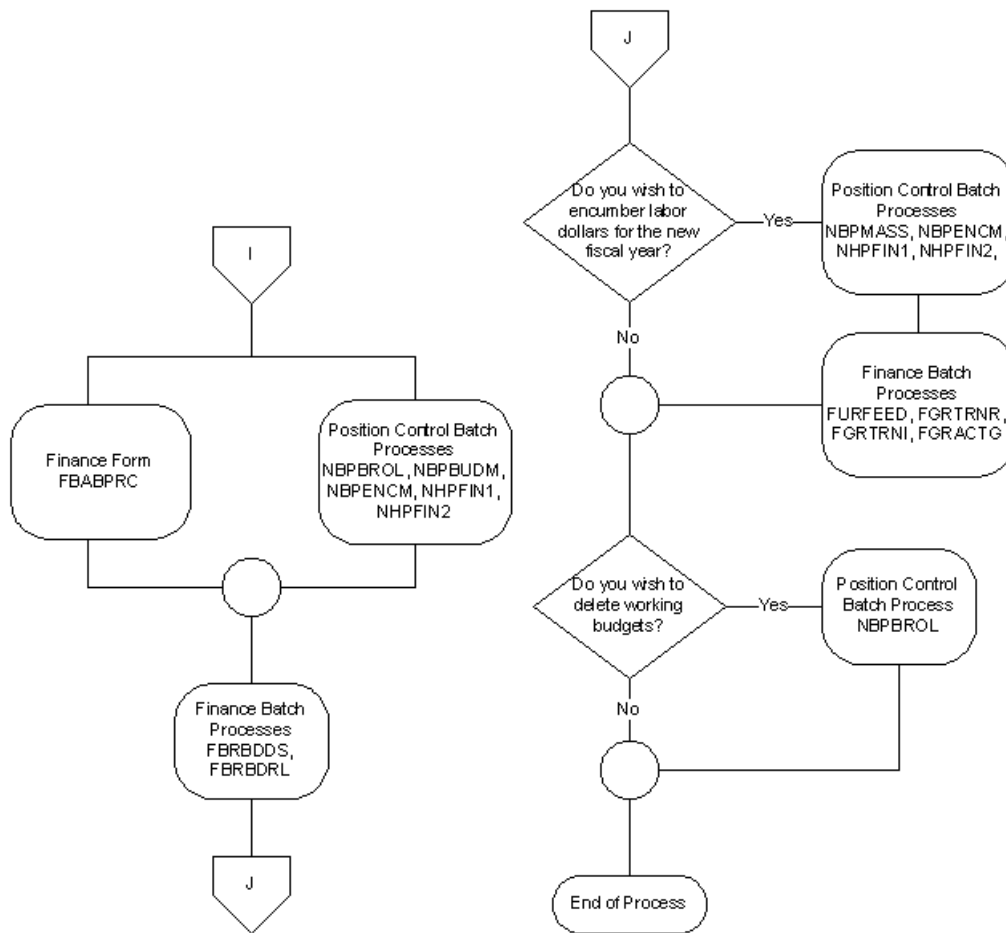 I
Finance Form
FBABPRC
Position Control Batch
Processes
NBPBROL, NBPBUDM,
NBPENCM, NHPFIN1,
NHPFIN2
Finance Batch
Processes
FBRBDDS,
FBRBDRL
J
J
Do you wish to
encumber labor
dollars for the new
fiscal year?
Yes
Position Control Batch
Processes
NBPMASS, NBPENCM,
NHPFIN1, NHPFIN2,
No
Finance Batch
Processes
FURFEED, FGRTRNR,
FGRTRNI, FGRACTG
Do you wish to
delete working
budgets?
Yes
Position Control
Batch Process
NBPBROL
No
End of Process